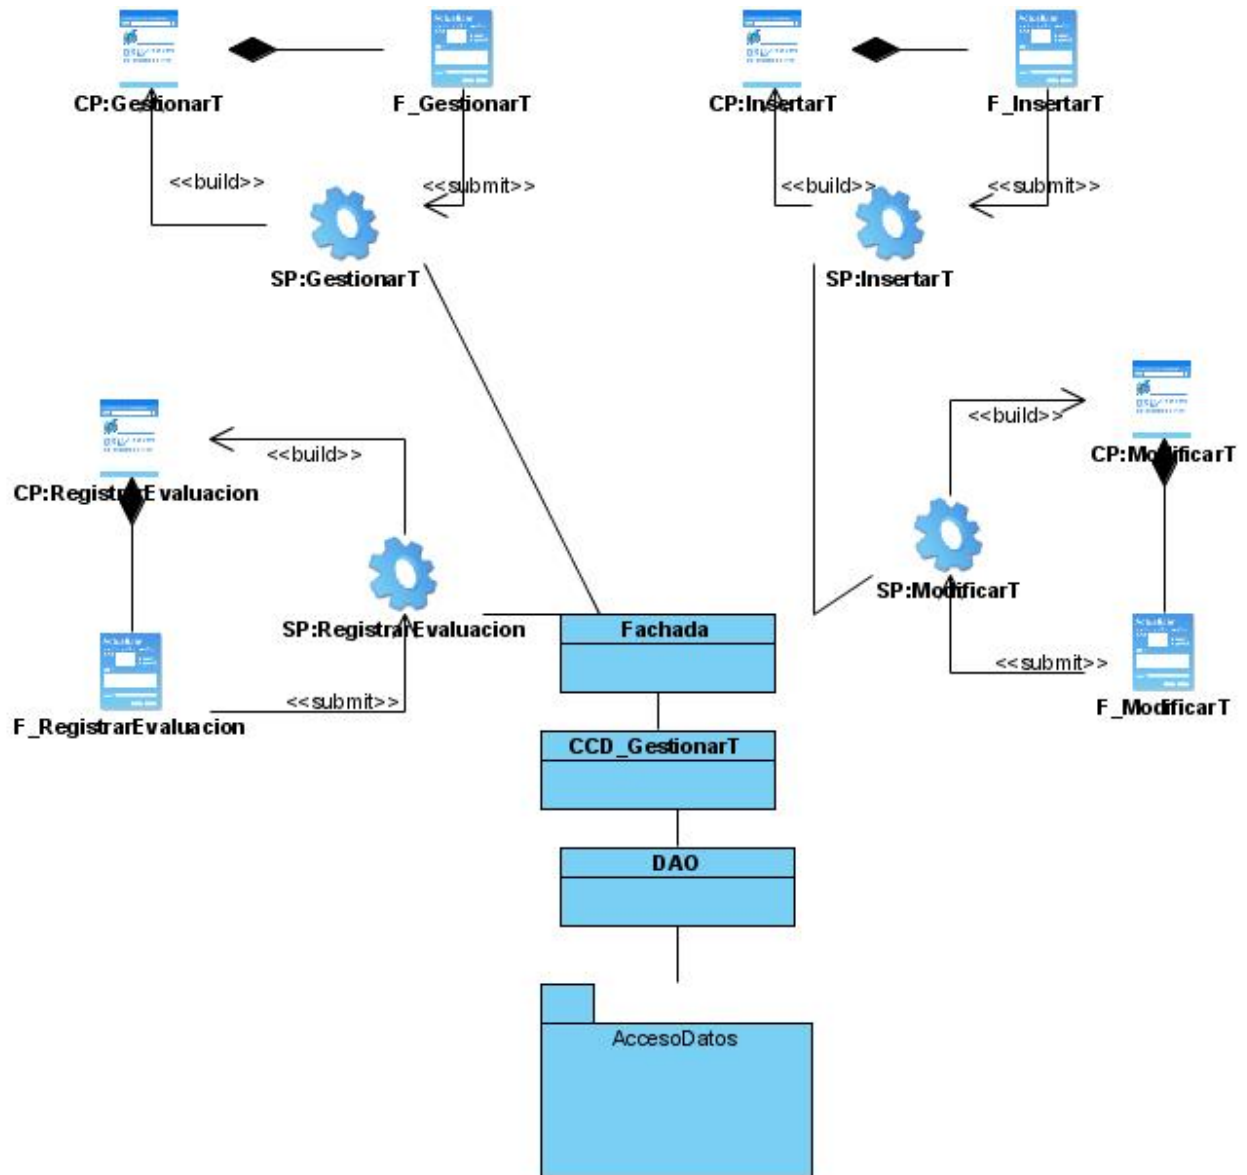 CP:GestionarT
F_GestionarT
CP:InsertarT
F_InsertarT
<<build>>
<<submit>>
<<build>>
<<submit>>
SP:GestionarT
SP:InsertarT
<<build>>
<<build>>
CP:RegistrarEvaluacion
CP:ModificarT
SP:RegistrarEvaluacion
SP:ModificarT
Fachada
<<submit>>
<<submit>>
F_RegistrarEvaluacion
F_ModificarT
CCD_GestionarT
DAO
AccesoDatos